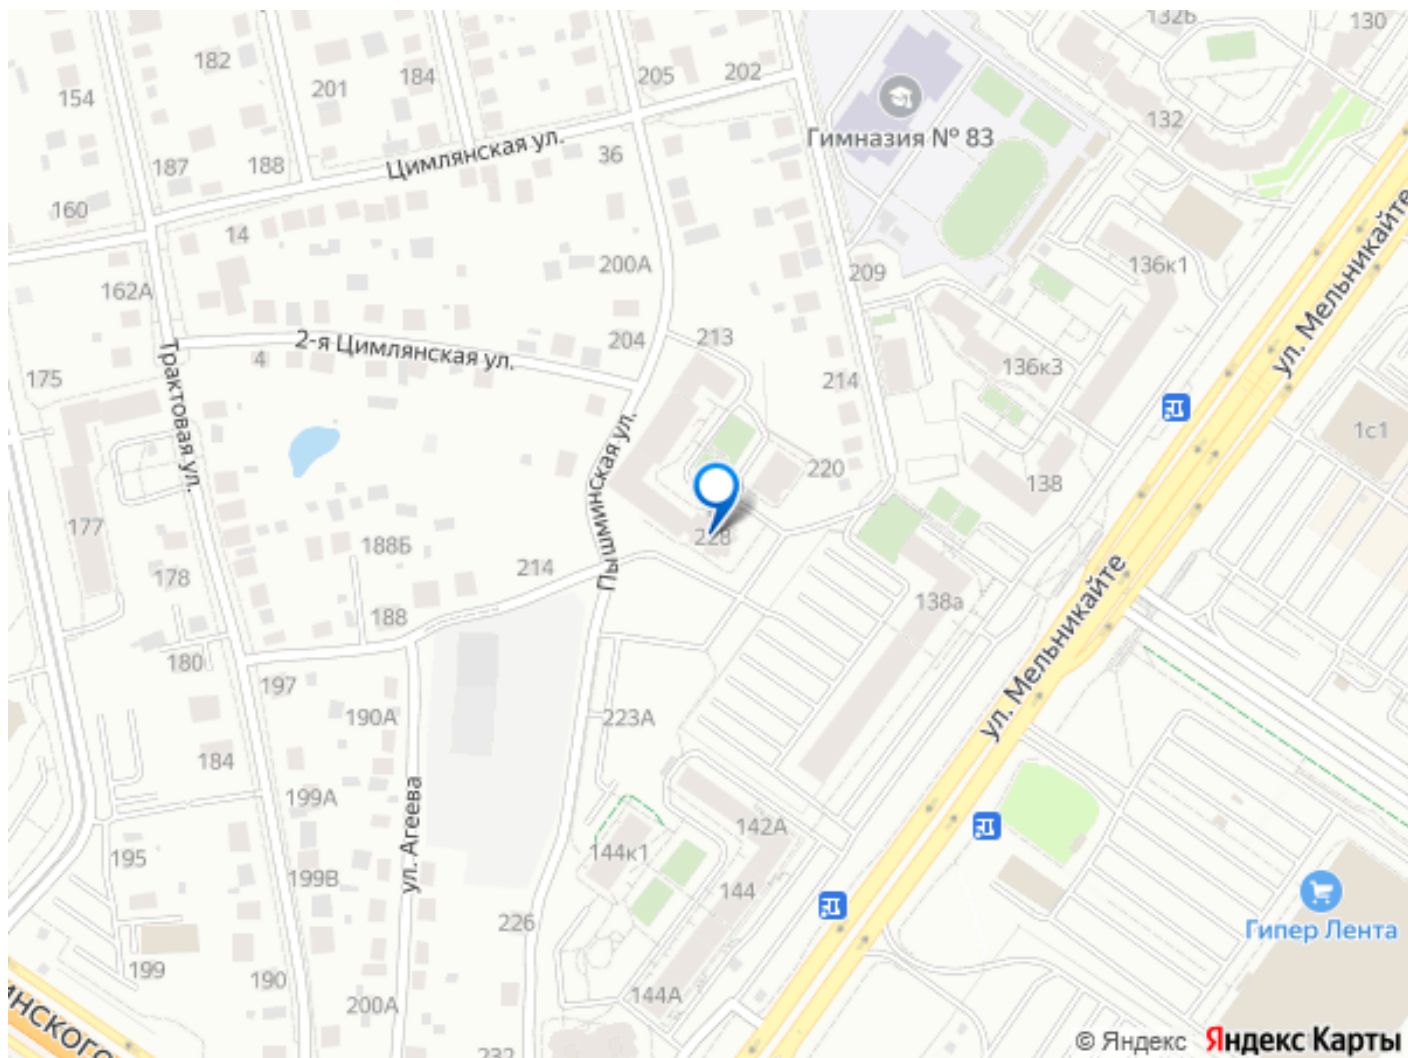 132Б
130
182
184
205
202
154
201
132
Гимназия № 83
Цимлянская ул.
36
187
188
160
14
ул. Мельникайте
162А
200А
209
136к1
2-я Цимлянская ул.
204
213
4
136к3
175
214
Трактовая ул.
1с1
Пышминская ул.
220
138
177
228
188Б
214
178
188
138а
ул. Мельникайте
180
197
190А
223А
184
199А
ул. Агеева
142А
195
144к1
199В
144
226
Гипер Лента
199
190
200А
144А
инского
232
© Яндекс Яндекс Карты